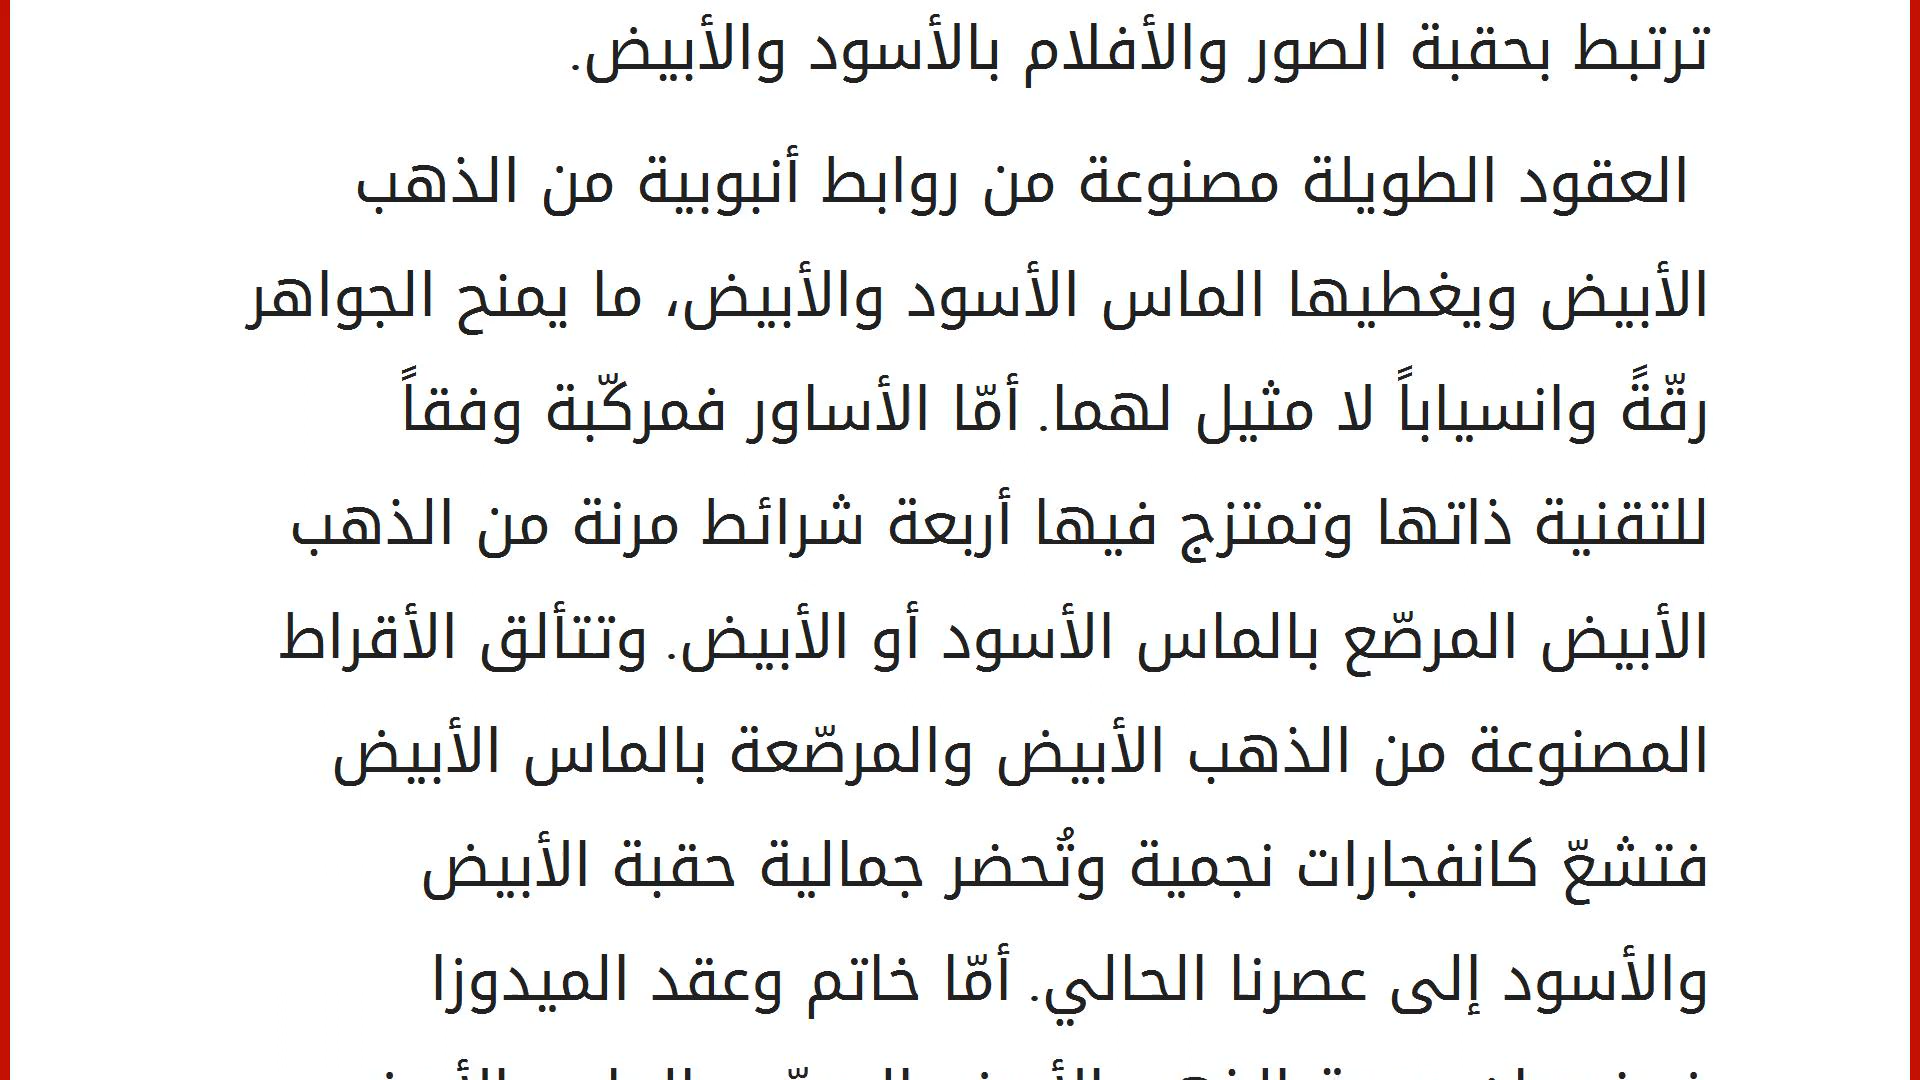 ترتبط بحقبة الصور والأفلام بالأسود والأبيض.
العقود الطويلة مصنوعة من روابط أنبوبية من الذهب
الأبيض ويغطيها الماس الأسود والأبيض، ما يمنح الجواهر
رقّةً وانسياباً لا مثيل لهما. أمّا الأساور فمركّبة وفقاً
للتقنية ذاتها وتمتزج فيها أربعة شرائط مرنة من الذهب
الأبيض المرصّع بالماس الأسود أو الأبيض. وتتألق الأقراط
المصنوعة من الذهب الأبيض والمرصّعة بالماس الأبيض
فتشعّ كانفجارات نجمية وتُحضر جمالية حقبة الأبيض
والأسود إلى عصرنا الحالي. أمّا خاتم وعقد الميدوزا